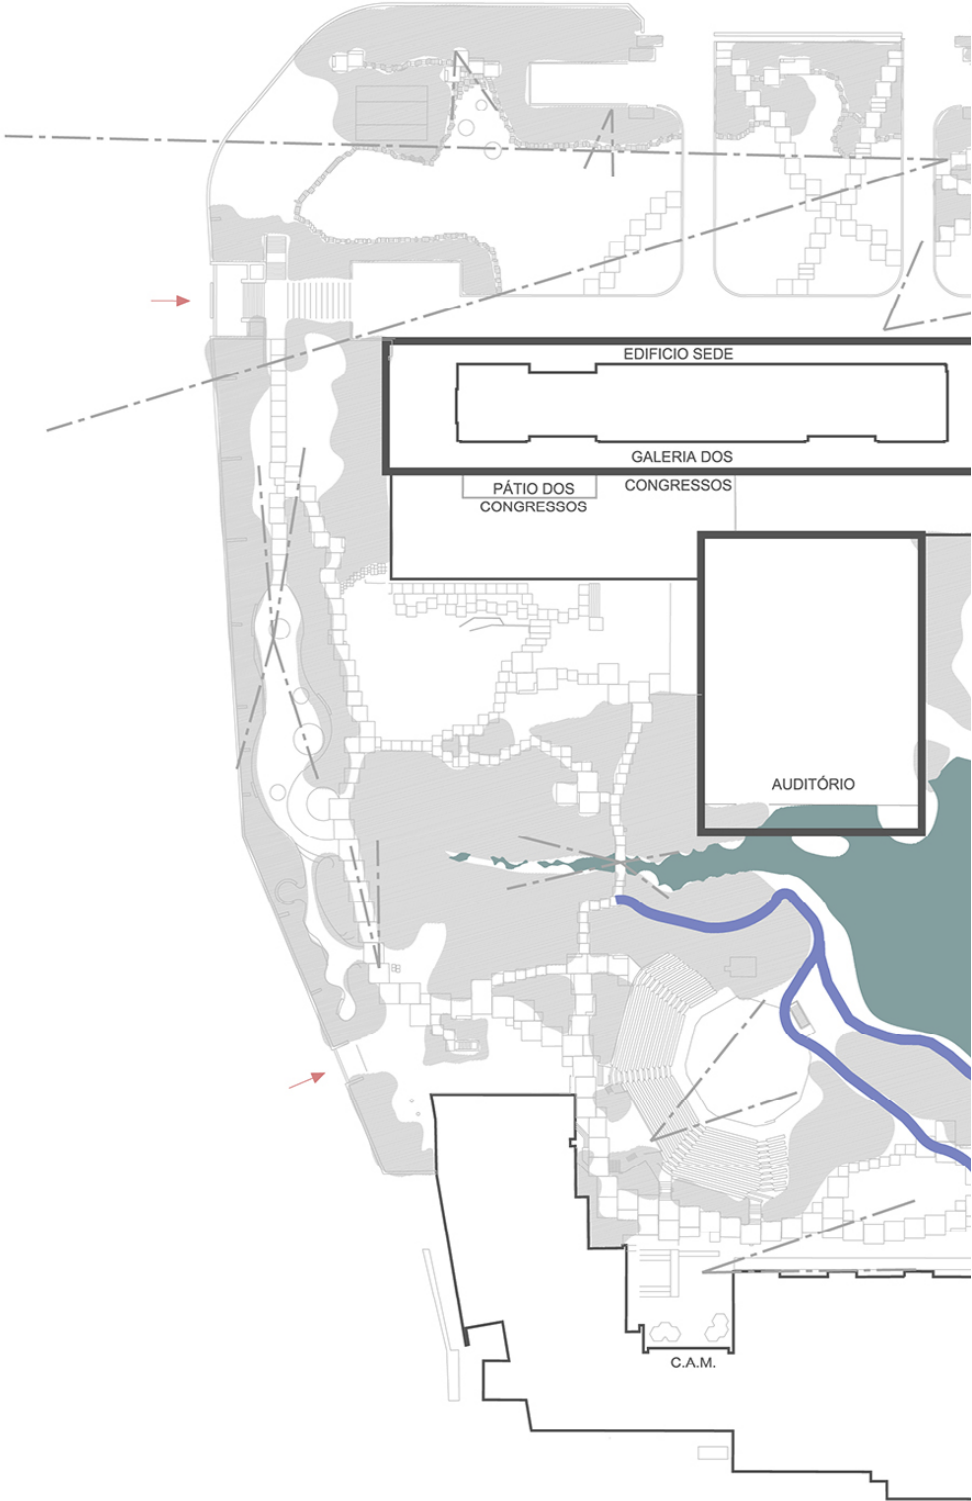 EDIFICIO SEDE
GALERIA DOS
CONGRESSOS
PÁTIO DOS
CONGRESSOS
AUDITÓRIO
C.A.M.